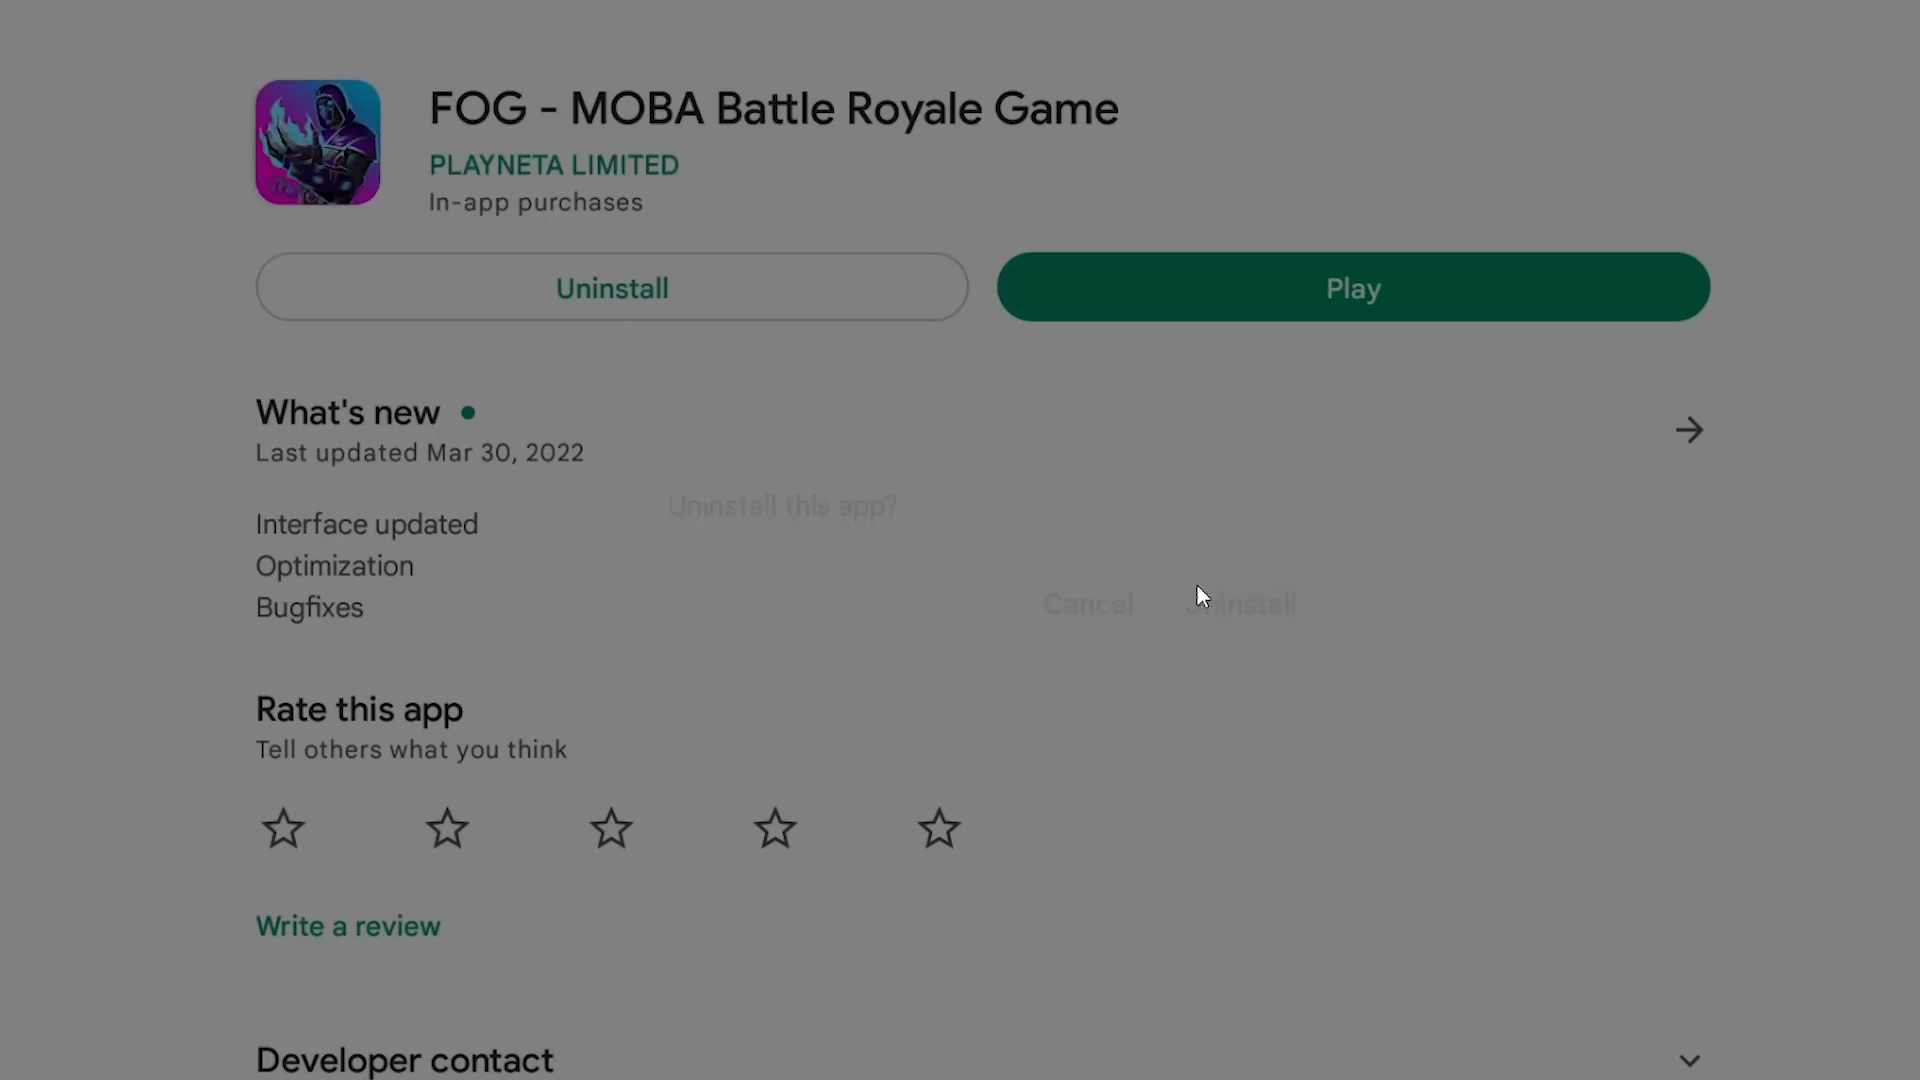 FOG - MOBA Battle Royale Game
PLAYNETA LIMITED
In-app purchases
Uninstall
Play
What's new
Last updated Mar 30, 2022
Interface updated
Optimization
Bugfixes
Uninstall this app?
Cancel
Uninstall
Rate this app
Tell others what you think
Write a review
Developer contact